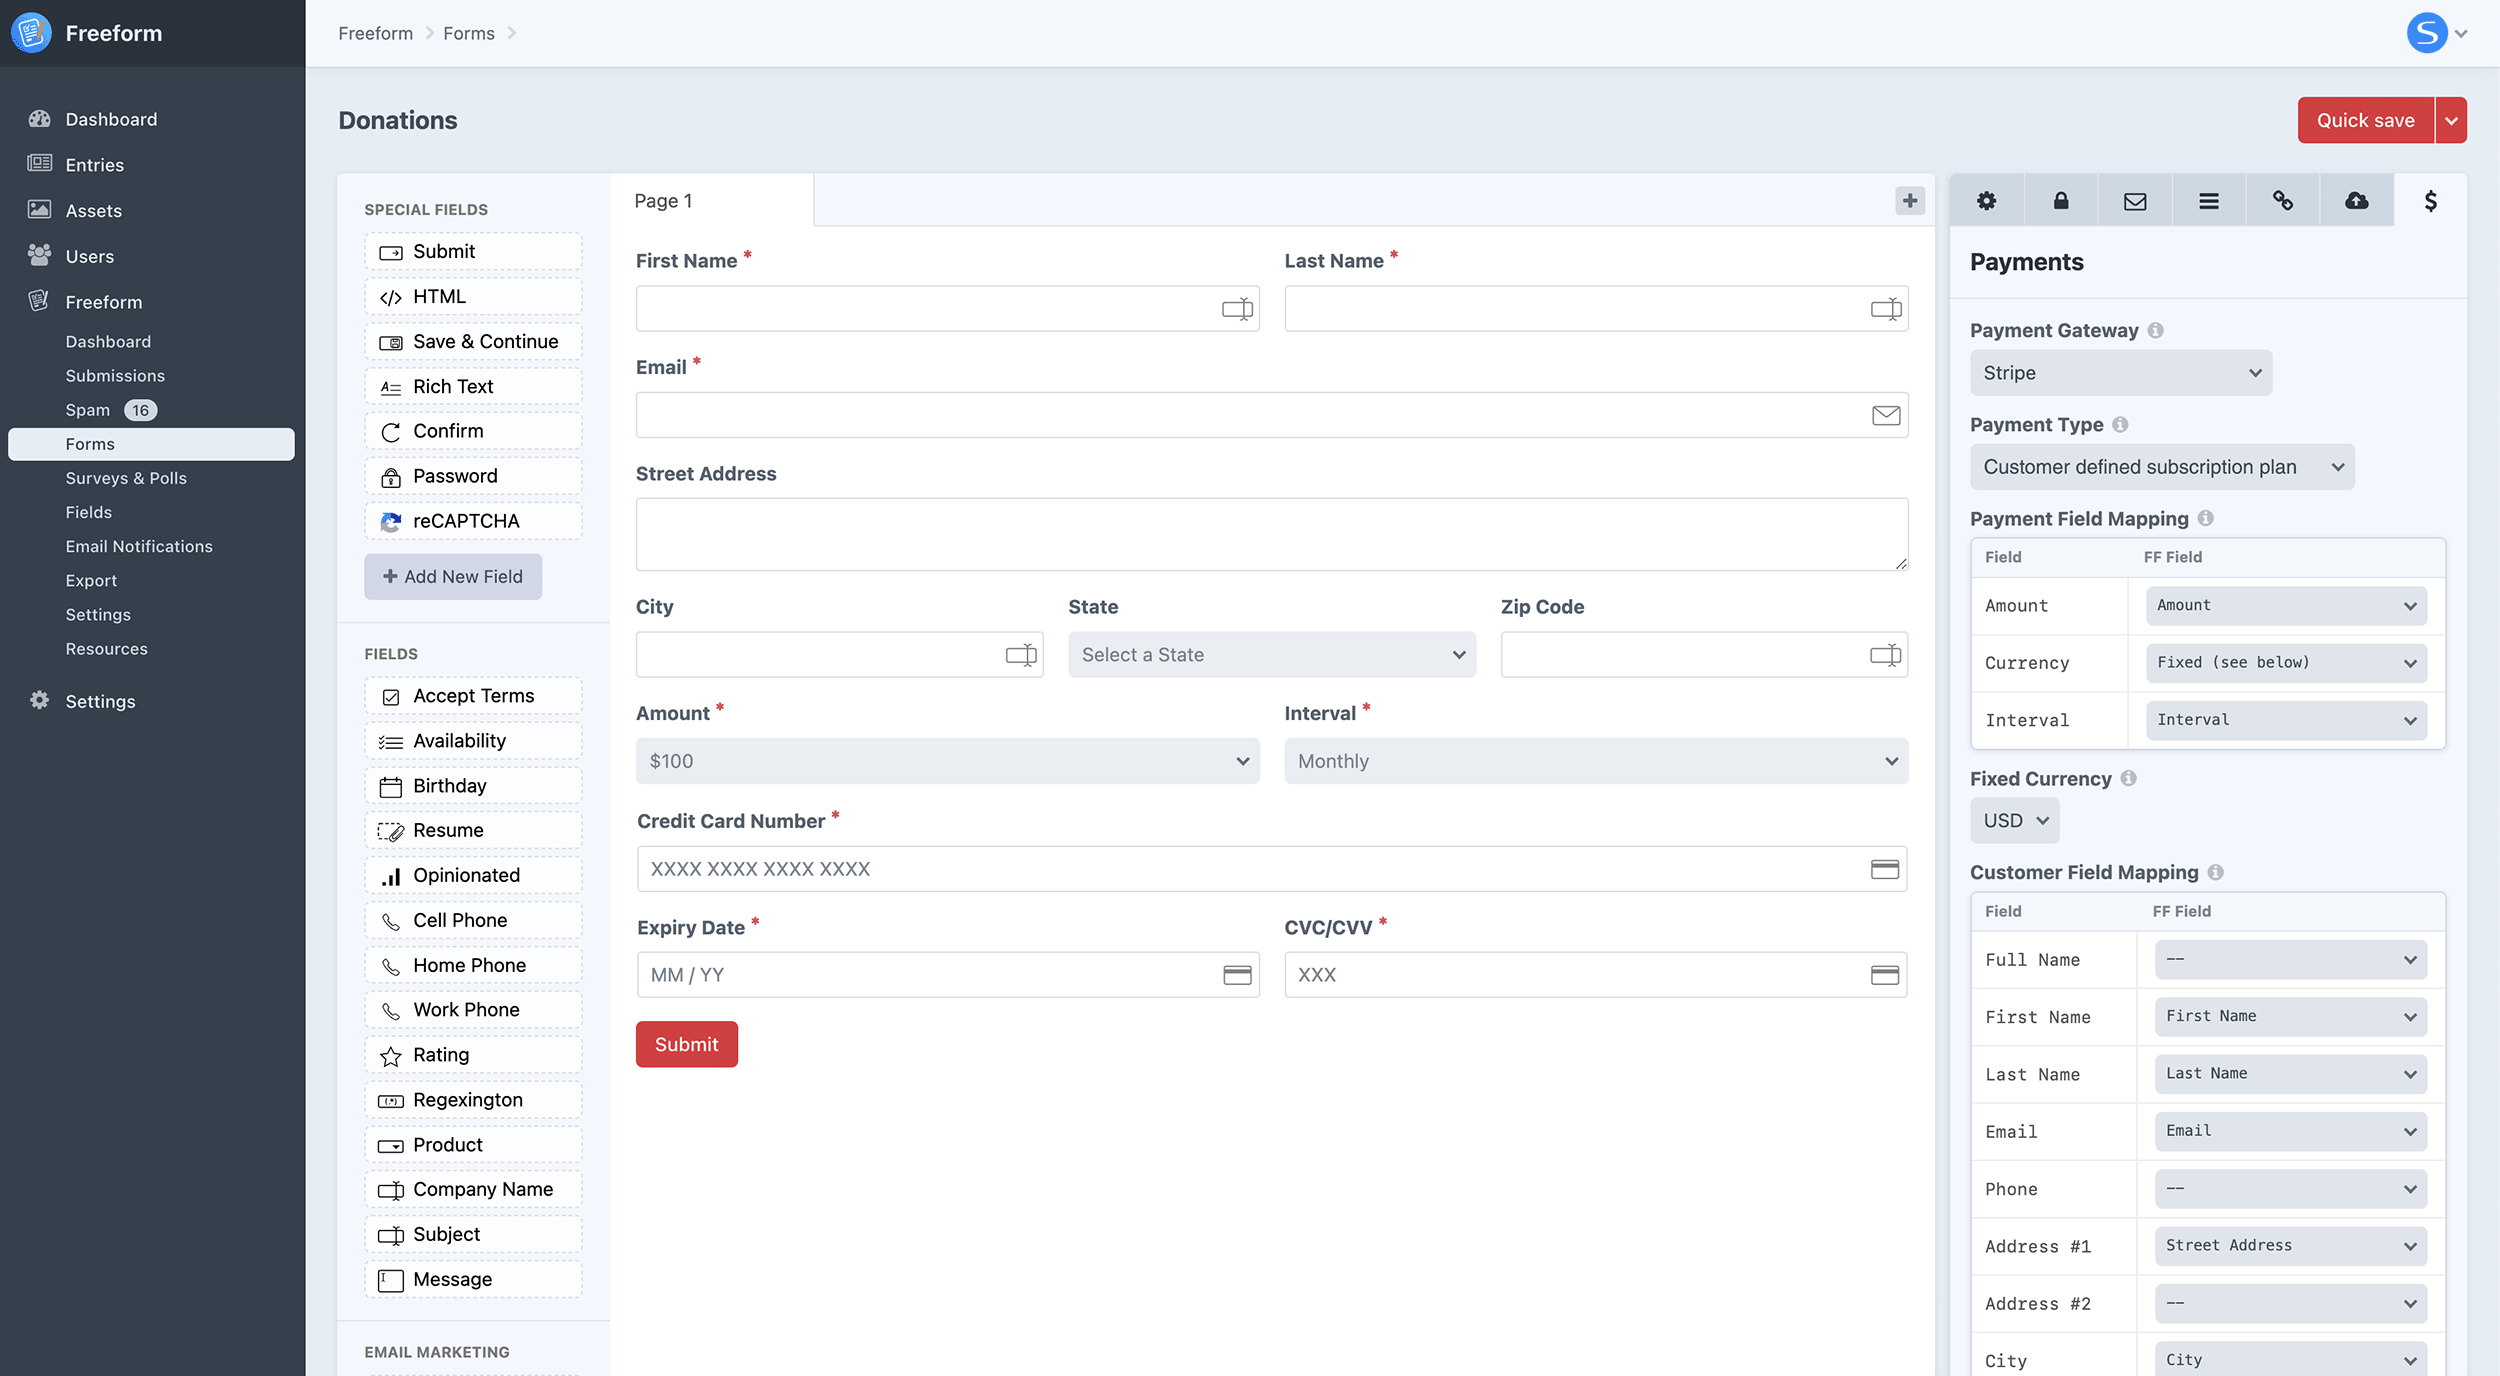 Freeform
Freeform Forms
S
Dashboard
Entries
Assets
Users
Freeform
Dashboard
Submissions
Spam 16
Forms
Surveys & Polls
Fields
Email Notifications
Export
Settings
Resources
Settings
Donations
Quick save
SPECIAL FIELDS
Submit
HTML
Save & Continue
Rich Text
Confirm
Password
reCAPTCHA
+ Add New Field
FIELDS
Accept Terms
Availability
Birthday
Resume
Opinionated
Cell Phone
Home Phone
Work Phone
Rating
Regexington
Product
Company Name
Subject
Message
EMAIL MARKETING
Page 1
First Name * Last Name *
Email *
Street Address
City State Zip Code
Select a State
Amount * Interval *
$100 Monthly
Credit Card Number *
XXXX XXXX XXXX XXXX
Expiry Date * CVC/CVV *
MM / YY XXX
Submit
$
Payments
Payment Gateway
Stripe
Payment Type
Customer defined subscription plan
Payment Field Mapping
Field FF Field
Amount Amount
Currency Fixed (see below)
Interval Interval
Fixed Currency
USD
Customer Field Mapping
Field FF Field
Full Name --
First Name First Name
Last Name Last Name
Email Email
Phone --
Address #1 Street Address
Address #2 --
City City